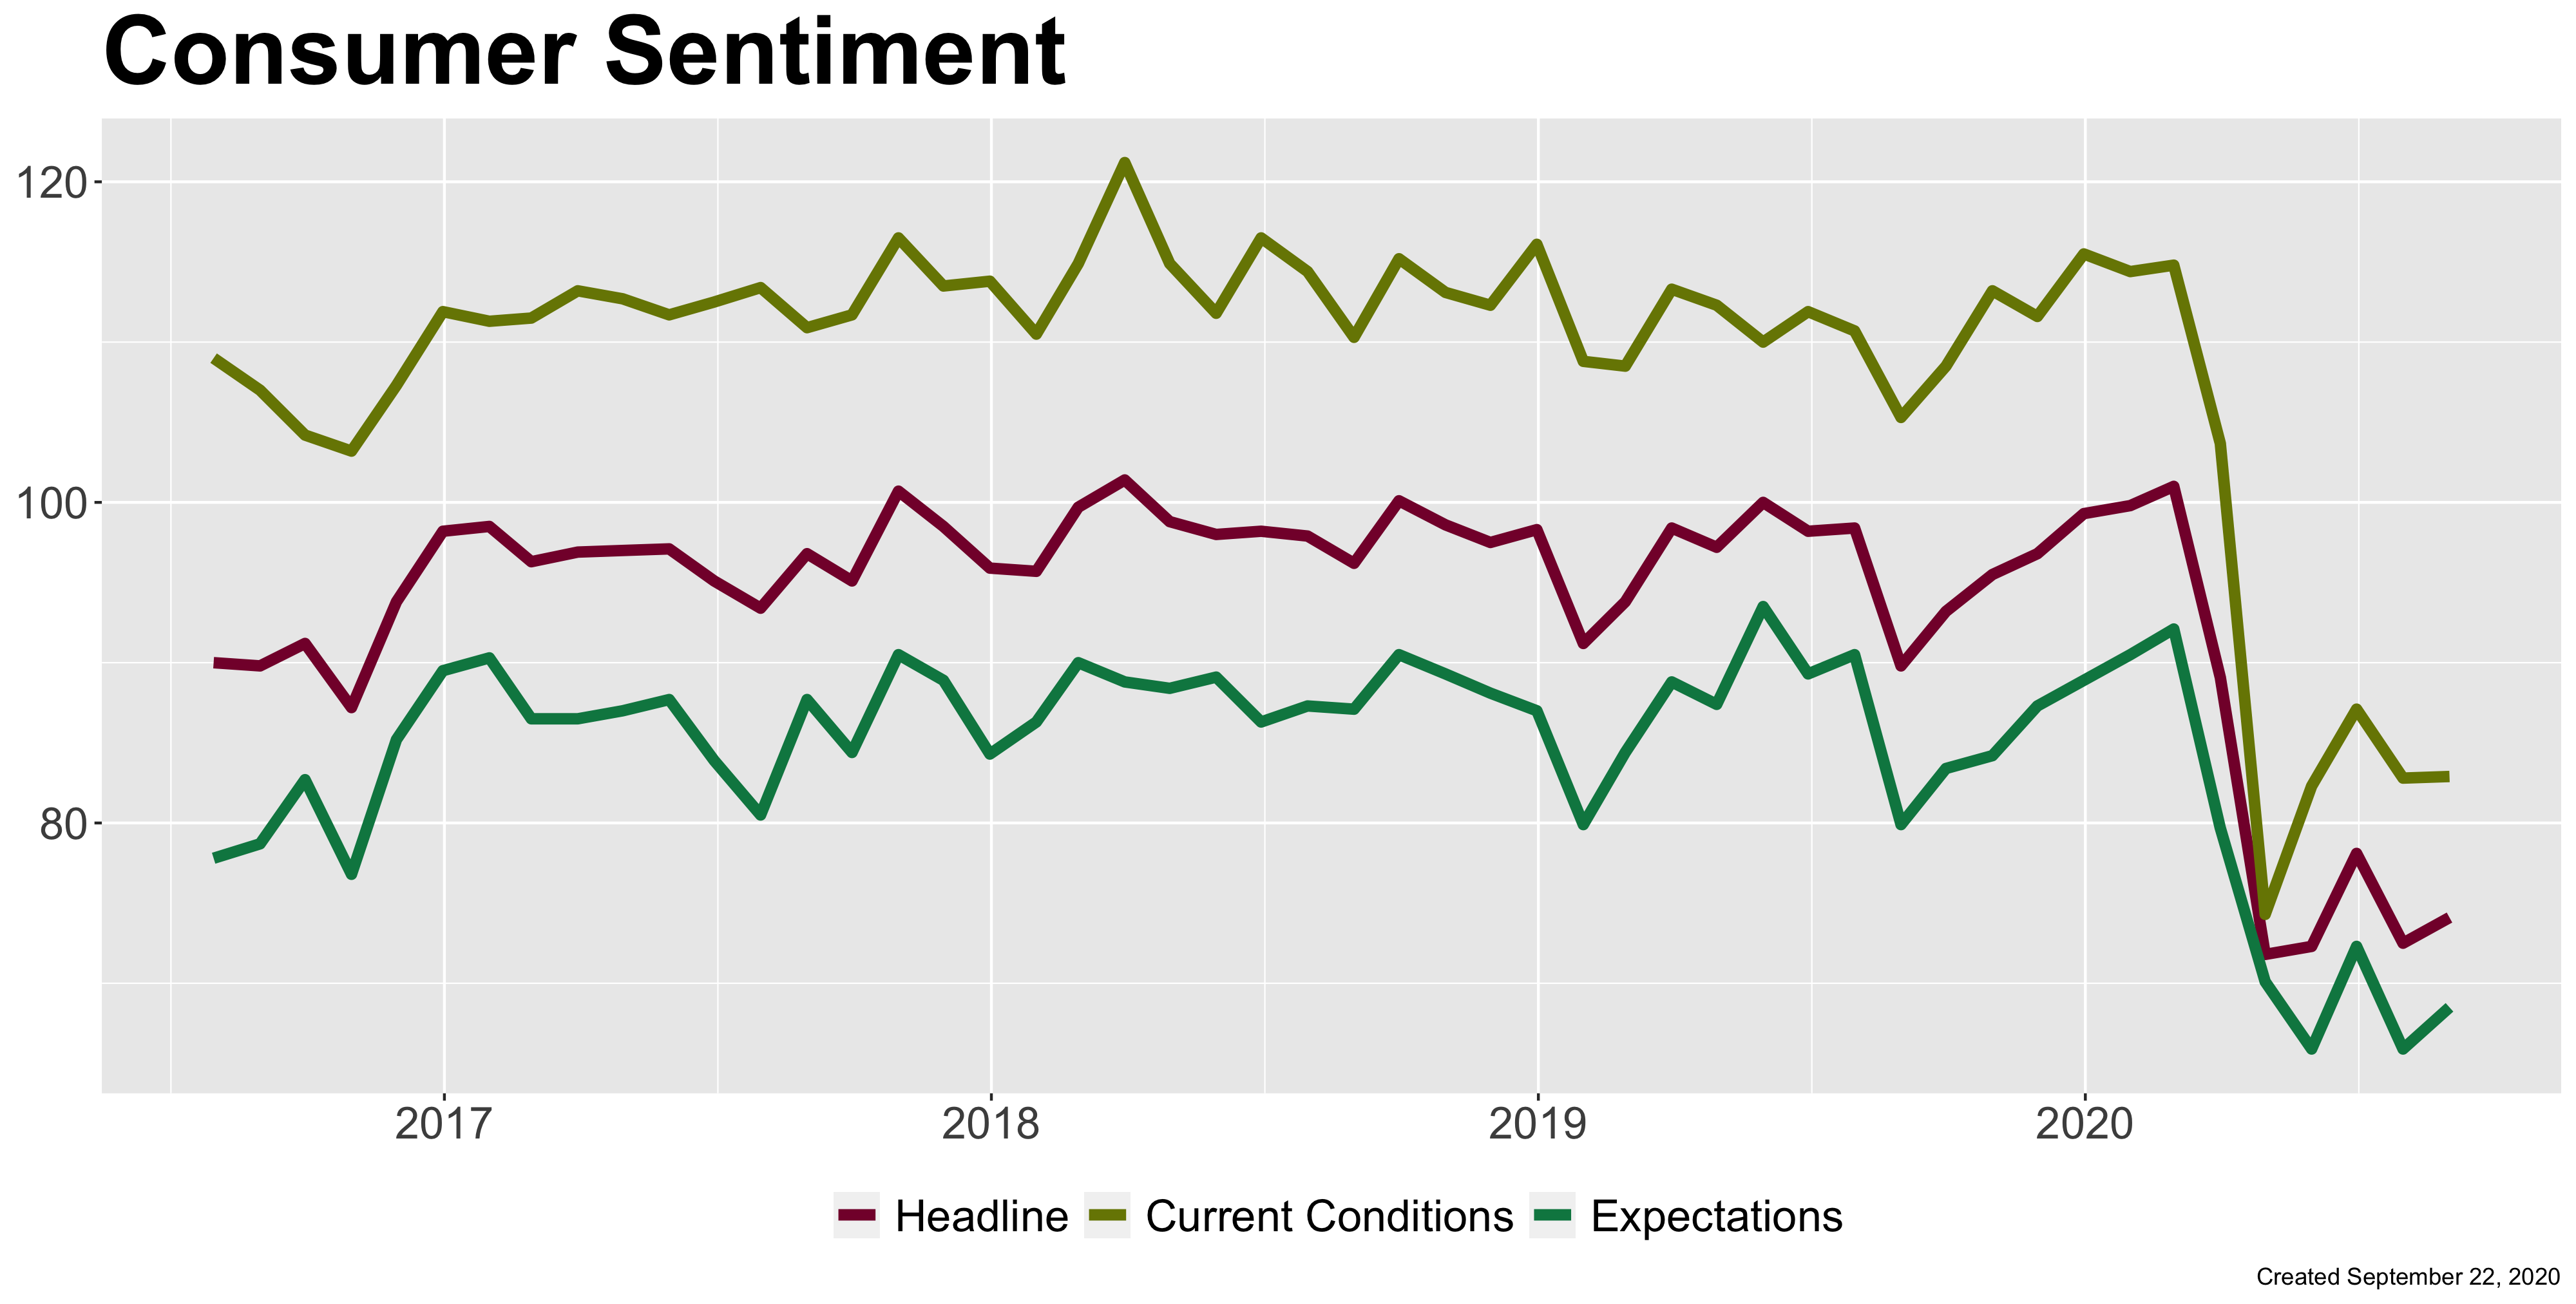 Consumer Sentiment
120
100
80
2017 2018 2019 2020
Headline Current Conditions Expectations
Created September 22, 2020